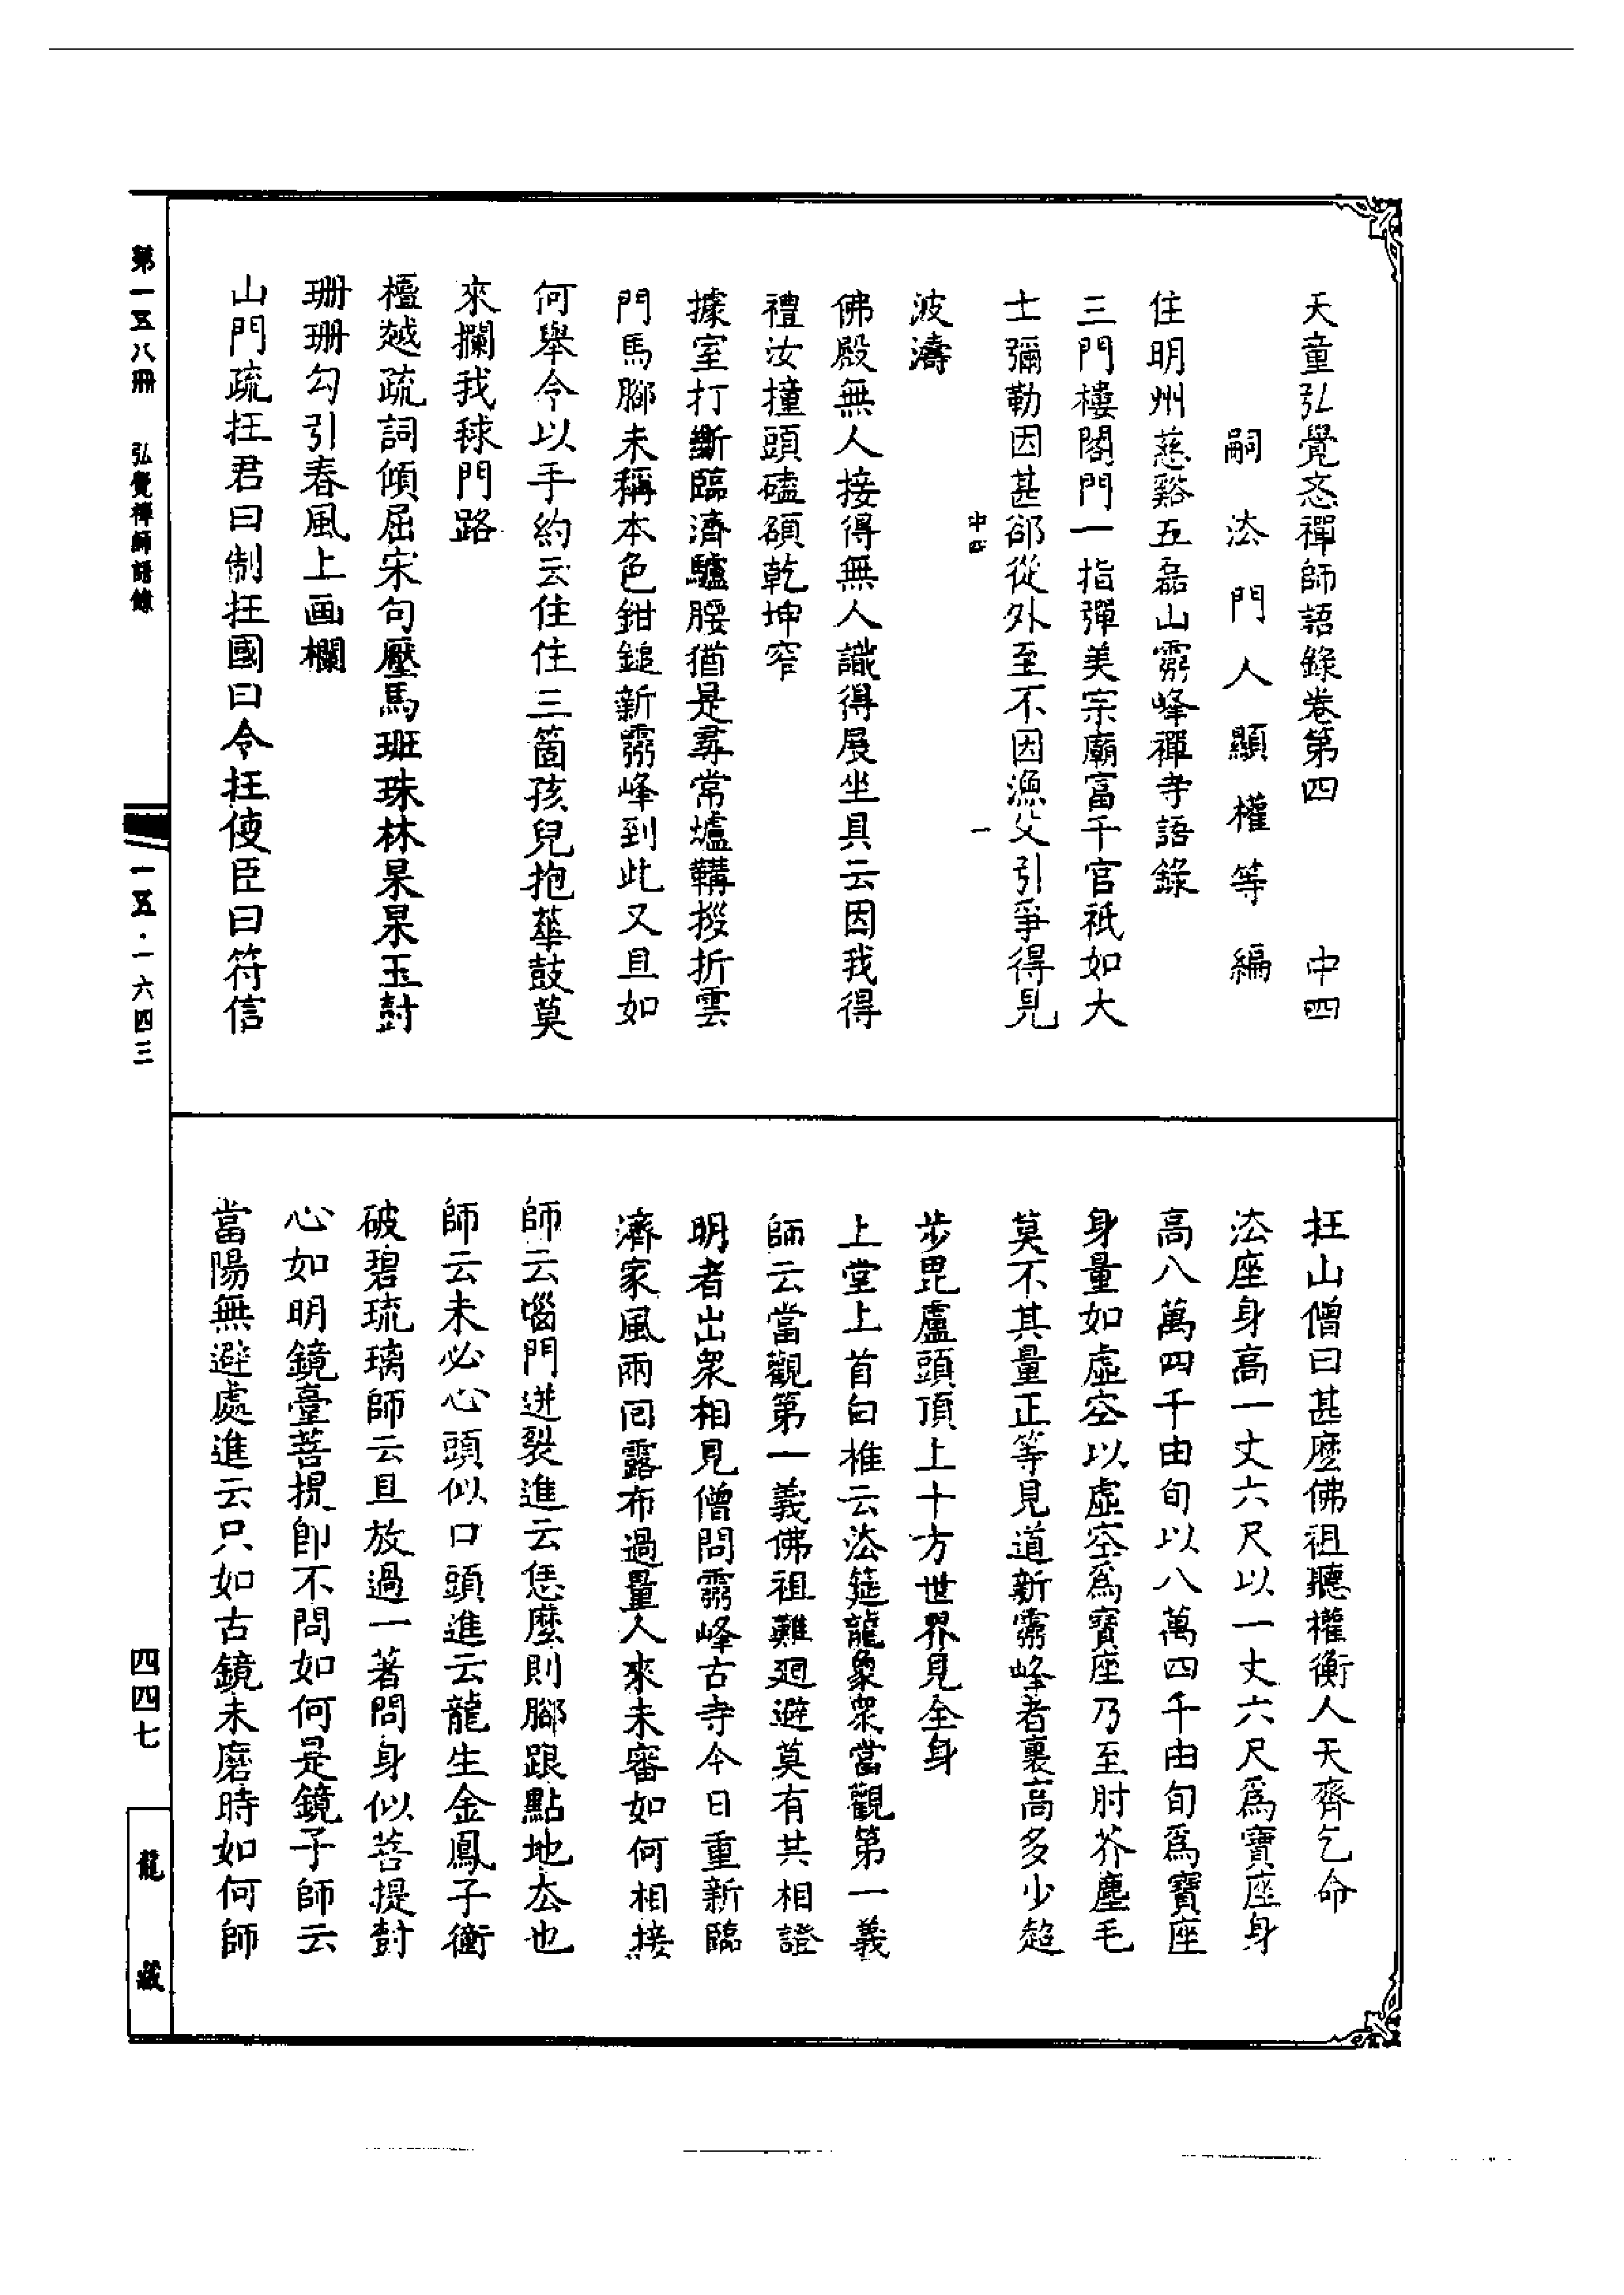 天童弘覺忞禪師語錄卷第四　　中四
嗣法門人顯權等編
住明州慈谿五磊山靈峰禪寺語錄
三門樓閣門一指彈美宗廟富千官祇如大
士彌勒因甚郤從外至不因漁父引爭得見
中四　一
波濤
佛殿無人接得無人識得展坐具云因我得
禮汝撞頭磕額乾坤窄
據室打斷臨濟驢腰猶是尋常爐鞴拶折雲
門馬腳未稱本色鉗鎚新靈峰到此又且如
何舉令以手約云住住三箇孩兒抱華鼓莫
來攔我毬門路
檀越疏詞傾屈宋句壓馬班珠林杲杲玉尌
珊珊勾引春風上画欄
山門疏抂君曰制抂國曰令抂使臣曰符信
抂山僧曰甚麼佛祖聽權衡人天齊乞命
法座身高一丈六尺以一丈六尺爲寶座身
高八萬四千由旬以八萬四千由旬爲寶座
身量如虛空以虛空爲寶座乃至肘芥塵毛
莫不其量正等見道新靈峰者裏高多少趂
步毘盧頭頂上十方世界見全身
上堂上首白椎云法筵龍象衆當觀第一義
師云當觀第一義佛祖難廻避莫有共相證
明者出衆相見僧問靈峰古寺今日重新臨
濟家風兩回露布過量人來未審如何相接
師云腦門迸裂進云恁麼則腳跟點地去也
師云未必心頭似口頭進云龍生金鳳子衝
破碧琉璃師云且放過一著問身似菩提尌
心如明鏡臺菩提卽不問如何是鏡子師云
當陽無避處進云只如古鏡未磨時如何師
第一五八冊　弘覺禪師語錄
一五·一六四三
四四七
龍藏